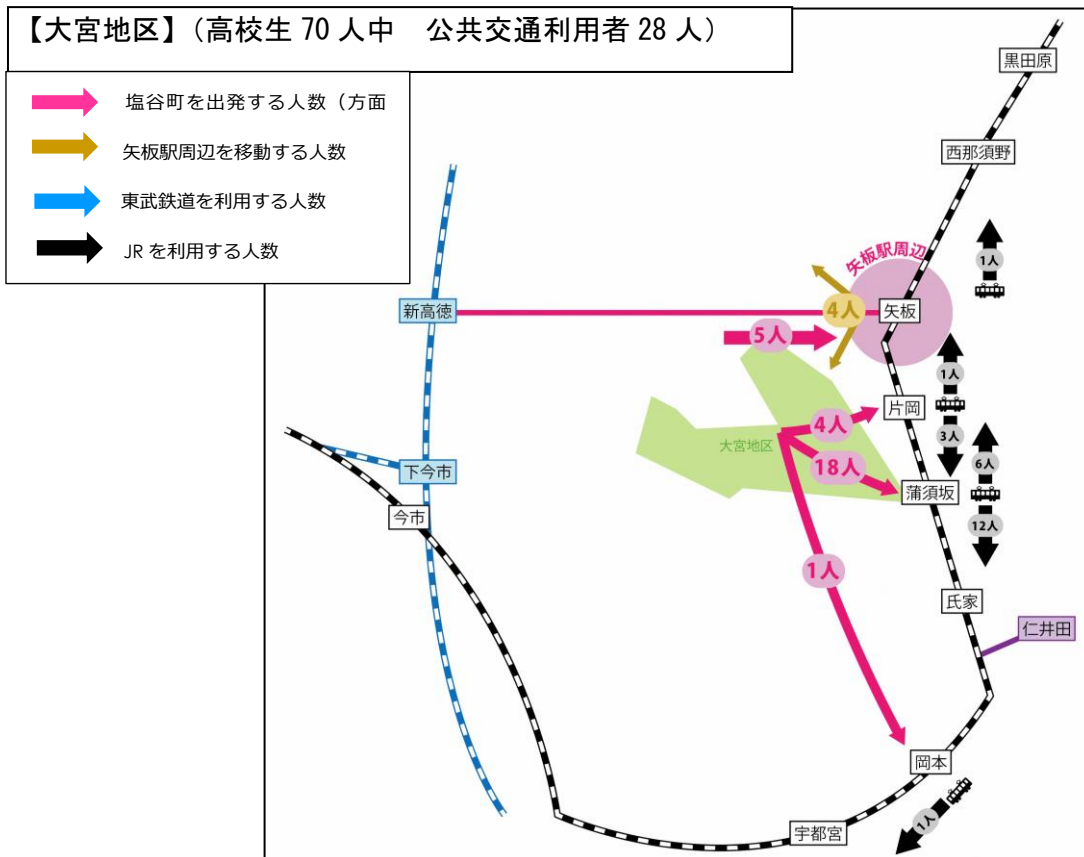 【大宮地区】(高校生 70 人中　公共交通利用者 28 人)
塩谷町を出発する人数（方面
矢板駅周辺を移動する人数
東武鉄道を利用する人数
JR を利用する人数
黒田原
西那須野
矢板駅周辺
1人
新高徳
4人
矢板
5人
1人
片岡
4人
3人
大宮地区
18人
6人
下今市
蒲須坂
今市
12人
1人
氏家
仁井田
岡本
1人
宇都宮